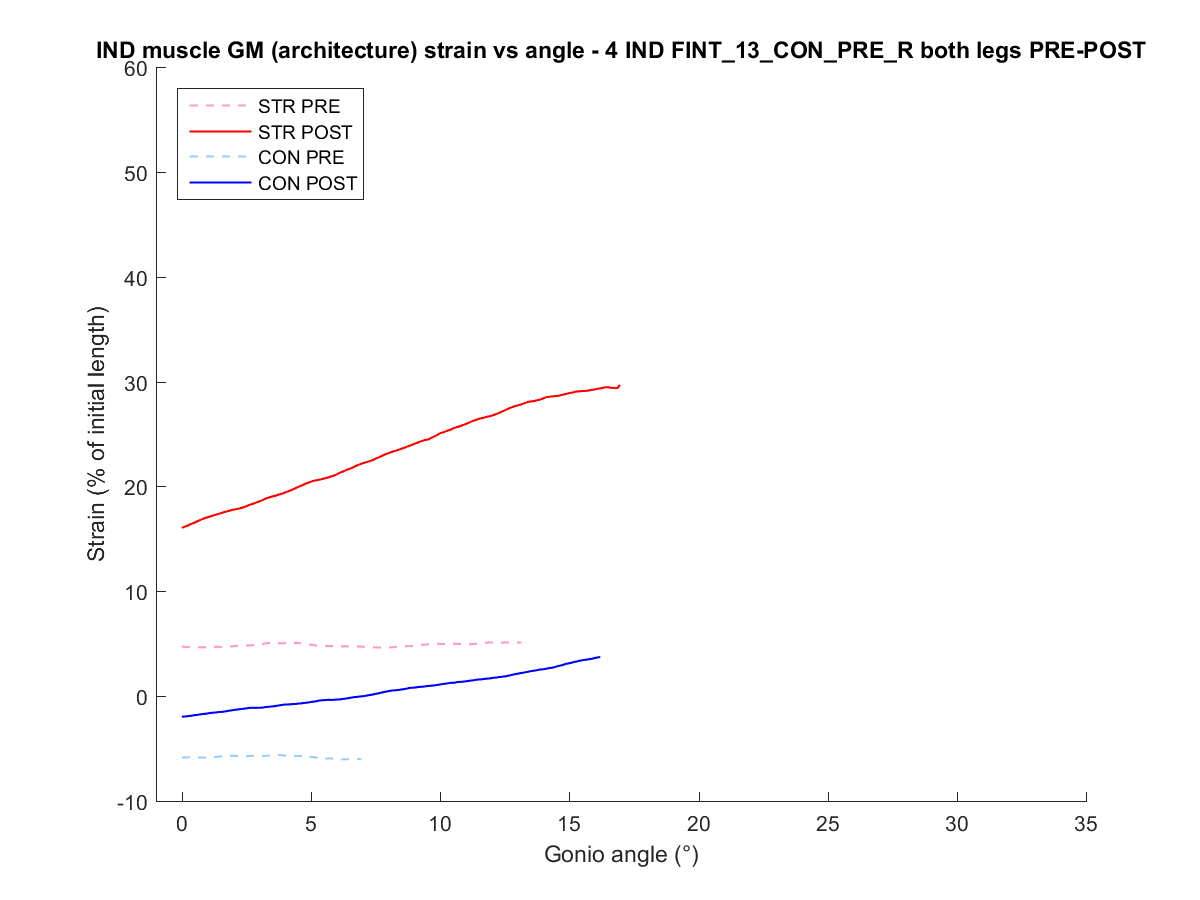 IND muscle GM (architecture) strain vs angle - 4 IND FINT_13_CON_PRE_R both legs PRE-POST
60
50
40
30
20
10
0
-10
Strain (% of initial length)
STR PRE
STR POST
CON PRE
CON POST
0 5 10 15 20 25 30 35
Gonio angle (°)